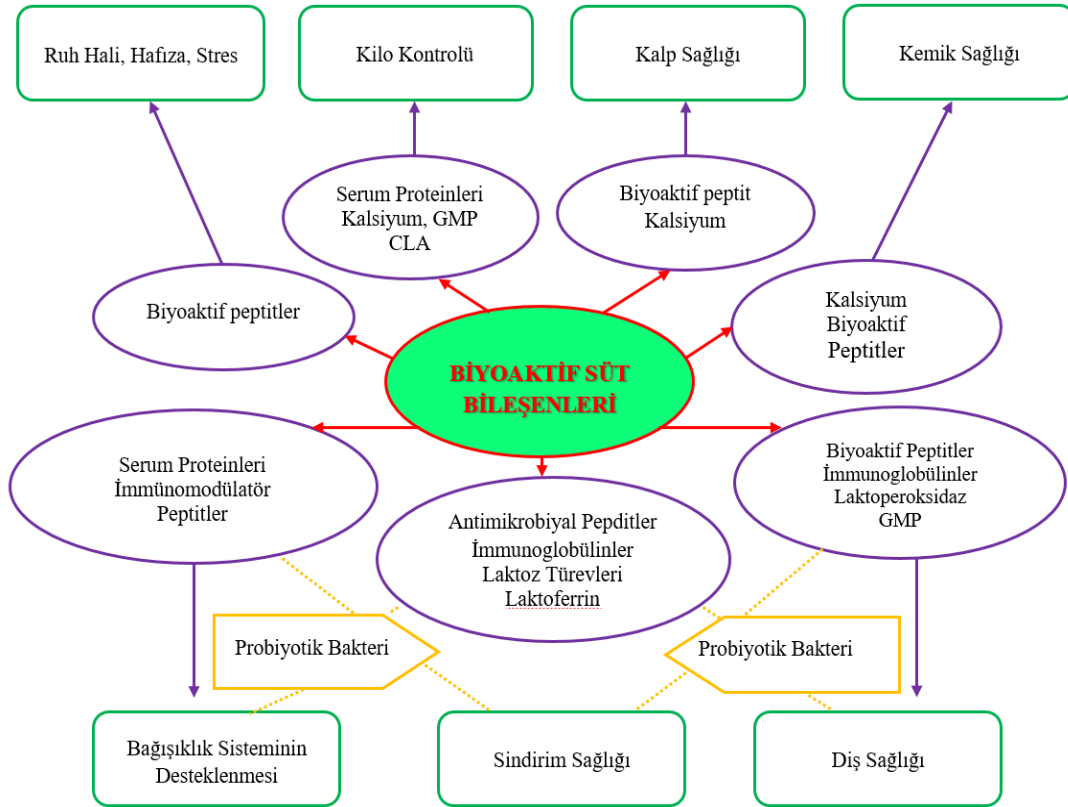 Ruh Hali, Hafıza, Stres
Kilo Kontrolü
Kalp Sağlığı
Kemik Sağlığı
Serum Proteinleri
Kalsiyum, GMP
CLA
Biyoaktif peptit
Kalsiyum
Biyoaktif peptitler
Kalsiyum
Biyoaktif
Peptitler
BİYOAKTİF SÜT
BİLEŞENLERİ
Serum Proteinleri
İmmünomodülatör
Peptitler
Antimikrobiyal Pepditler
İmmunoglobülinler
Laktoz Türevleri
Laktoferrin
Biyoaktif Peptitler
İmmunoglobülinler
Laktoperoksidaz
GMP
Probiyotik Bakteri
Probiyotik Bakteri
Bağışıklık Sisteminin
Desteklenmesi
Sindirim Sağlığı
Diş Sağlığı